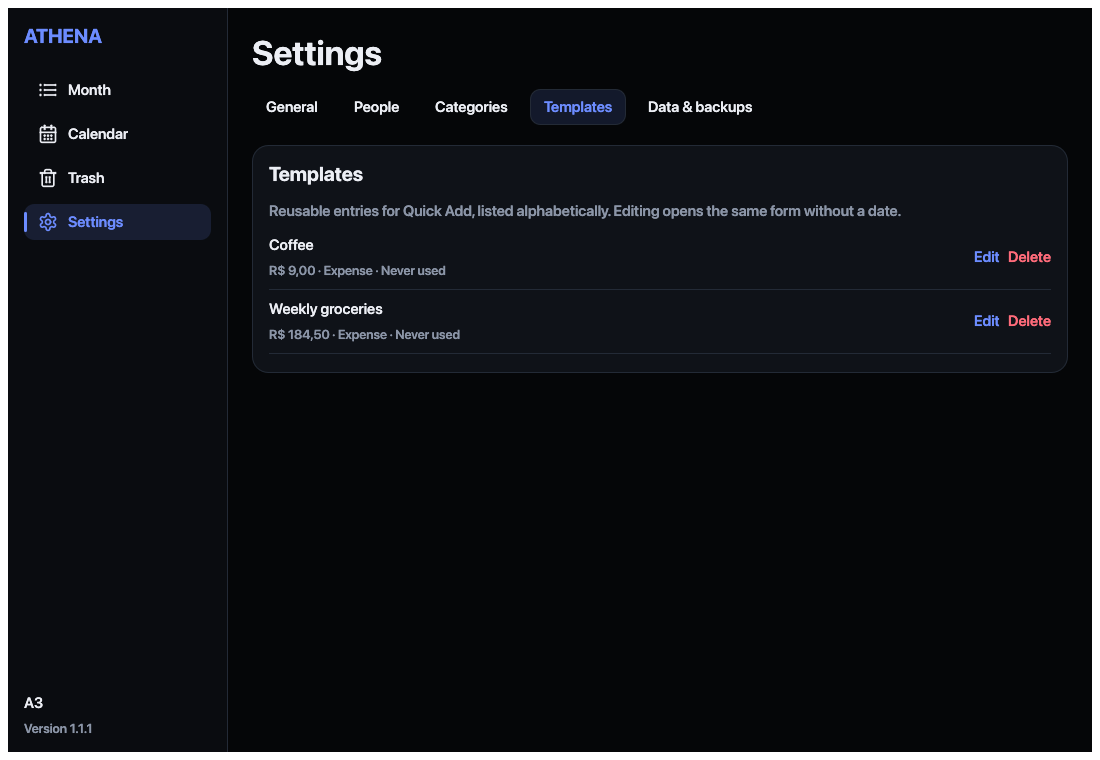 ATHENA
Month
Calendar
Trash
Settings
A3
Version 1.1.1
Settings
General
People
Categories
Templates
Data & backups
Templates
Reusable entries for Quick Add, listed alphabetically. Editing opens the same form without a date.
Coffee
R$ 9,00 · Expense · Never used
Edit Delete
Weekly groceries
R$ 184,50 · Expense · Never used
Edit Delete